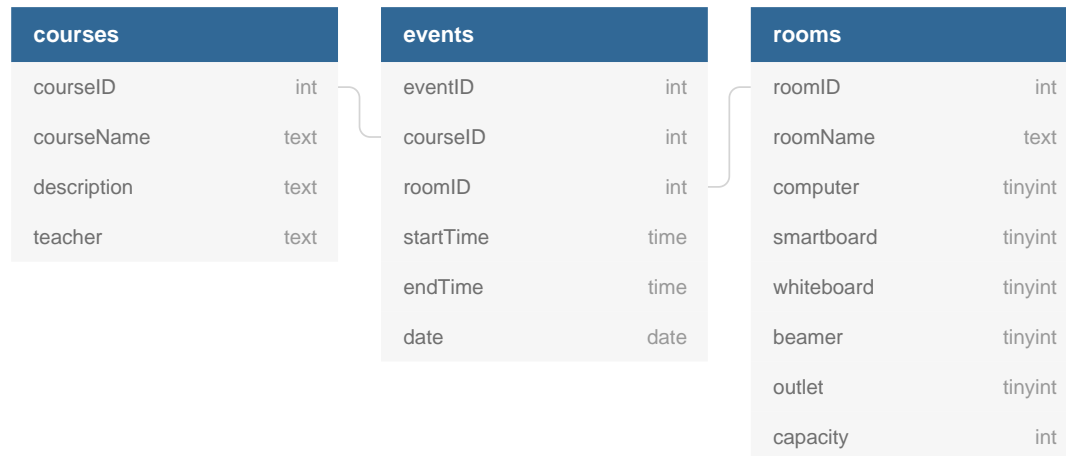 courses
courseID int
courseName text
description text
teacher text
events
eventID int
courseID int
roomID int
startTime time
endTime time
date date
rooms
roomID int
roomName text
computer tinyint
smartboard tinyint
whiteboard tinyint
beamer tinyint
outlet tinyint
capacity int